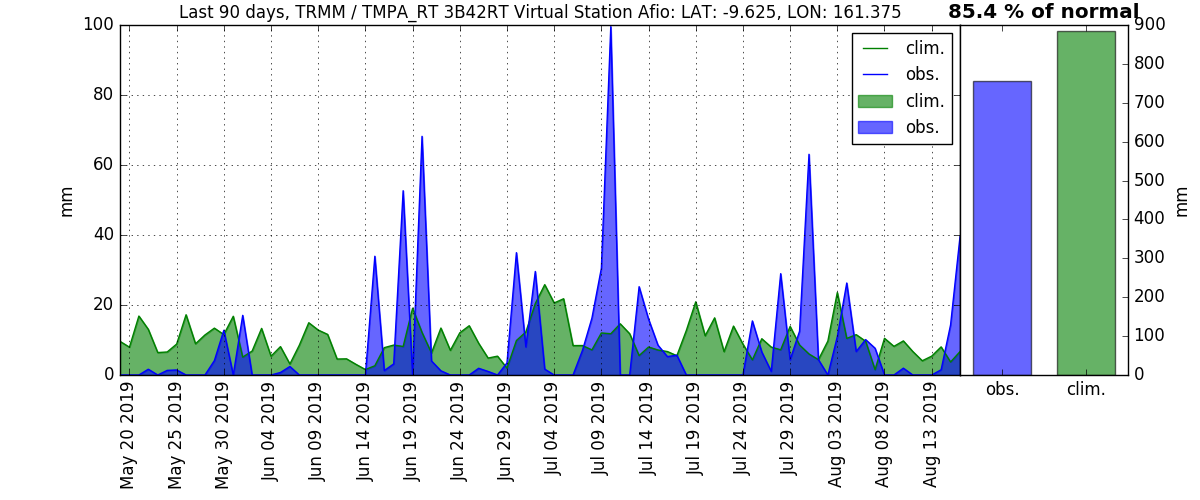 Last 90 days, TRMM / TMPA_RT 3B42RT Virtual Station Afio: LAT: -9.625, LON: 161.375
85.4 % of normal
100
80
60
40
20
0
mm
clim.
obs.
clim.
obs.
900
800
700
600
500
400
300
200
100
0
mm
May 20 2019
May 25 2019
May 30 2019
Jun 04 2019
Jun 09 2019
Jun 14 2019
Jun 19 2019
Jun 24 2019
Jun 29 2019
Jul 04 2019
Jul 09 2019
Jul 14 2019
Jul 19 2019
Jul 24 2019
Jul 29 2019
Aug 03 2019
Aug 08 2019
Aug 13 2019
obs.
clim.